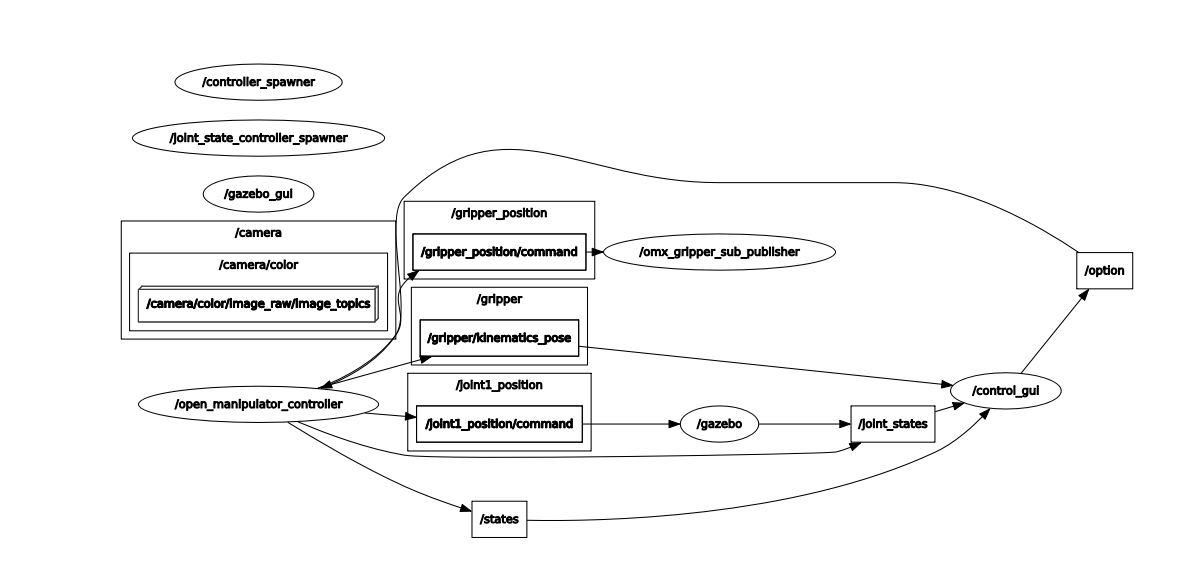 /controller_spawner
/joint_state_controller_spawner
/gazebo_gui
/camera
/camera/color
/camera/color/image_raw/image_topics
/gripper_position
/gripper_position/command
/omx_gripper_sub_publisher
/option
/gripper
/gripper/kinematics_pose
/joint1_position
/control_gui
/open_manipulator_controller
/joint1_position/command
/gazebo
/joint_states
/states